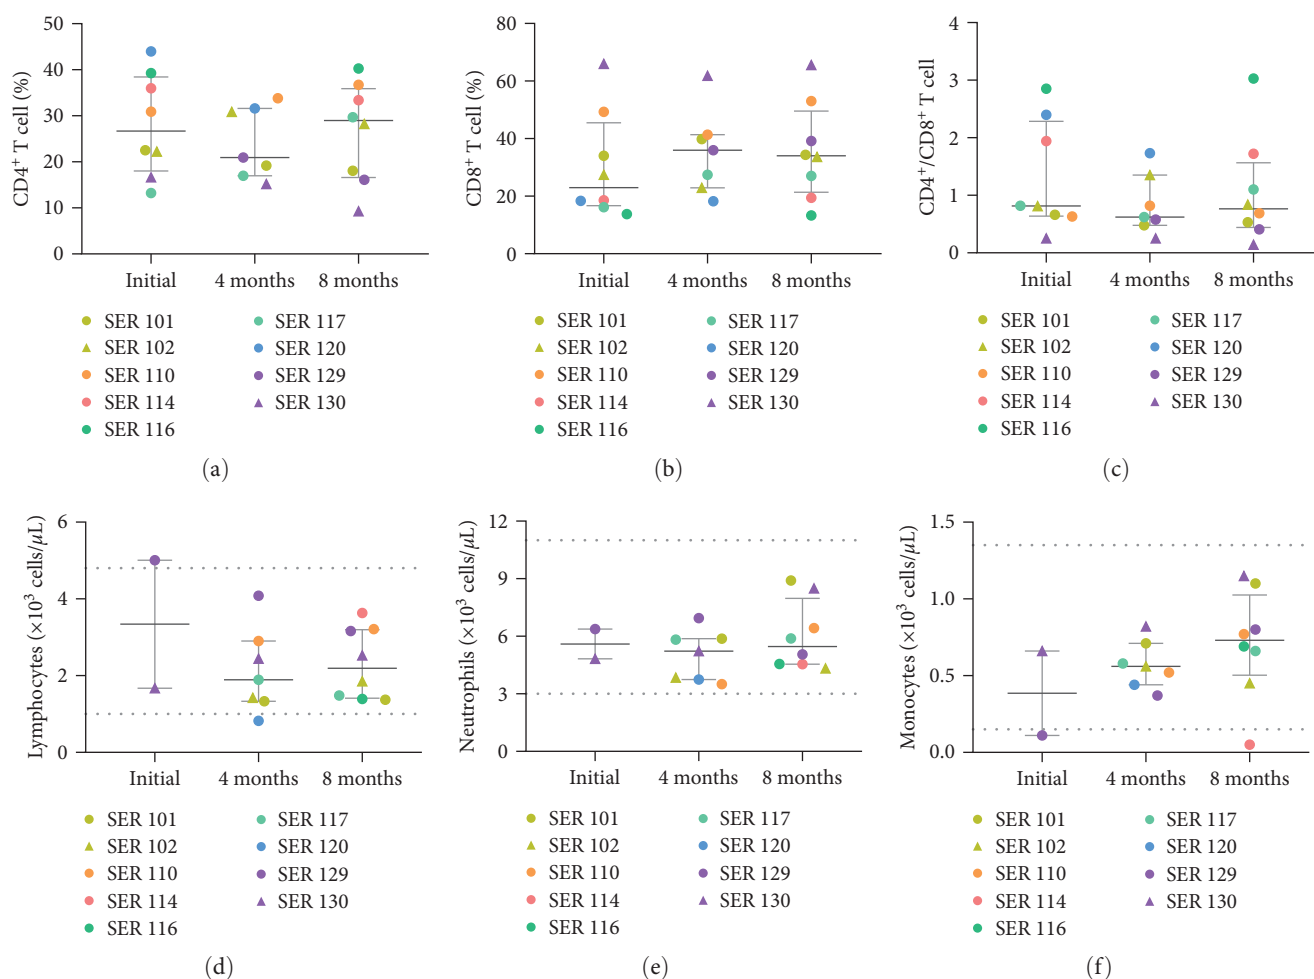 CD4+ T cell (%)
50
40
30
20
10
0
Initial 4 months 8 months
SER 101 SER 117
SER 102 SER 120
SER 110 SER 129
SER 114 SER 130
SER 116
(a)
CD8+ T cell (%)
80
60
40
20
0
Initial 4 months 8 months
SER 101 SER 117
SER 102 SER 120
SER 110 SER 129
SER 114 SER 130
SER 116
(b)
CD4+/CD8+ T cell
4
3
2
1
0
Initial 4 months 8 months
SER 101 SER 117
SER 102 SER 120
SER 110 SER 129
SER 114 SER 130
SER 116
(c)
Lymphocytes (×10³ cells/μL)
6
4
2
0
Initial 4 months 8 months
SER 101 SER 117
SER 102 SER 120
SER 110 SER 129
SER 114 SER 130
SER 116
(d)
Neutrophils (×10³ cells/μL)
12
9
6
3
0
Initial 4 months 8 months
SER 101 SER 117
SER 102 SER 120
SER 110 SER 129
SER 114 SER 130
SER 116
(e)
Monocytes (×10³ cells/μL)
1.5
1.0
0.5
0.0
Initial 4 months 8 months
SER 101 SER 117
SER 102 SER 120
SER 110 SER 129
SER 114 SER 130
SER 116
(f)